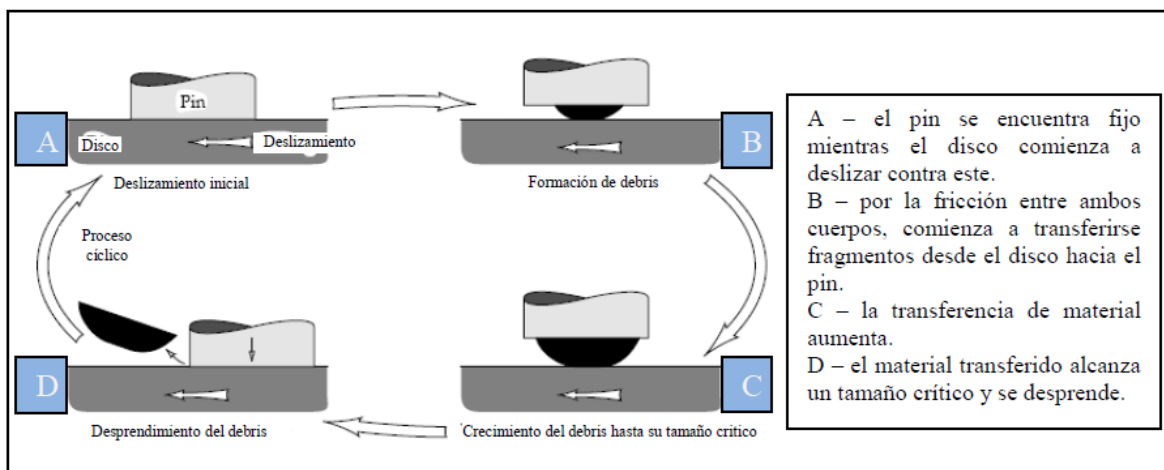 Pin
A
Disco
Deslizamiento
Deslizamiento inicial
B
Formación de debris
Proceso
cíclico
D
Desprendimiento del debris
C
Crecimiento del debris hasta su tamaño critico
A – el pin se encuentra fijo
mientras el disco comienza a
deslizar contra este.
B – por la fricción entre ambos
cuerpos, comienza a transferirse
fragmentos desde el disco hacia el
pin.
C – la transferencia de material
aumenta.
D – el material transferido alcanza
un tamaño crítico y se desprende.